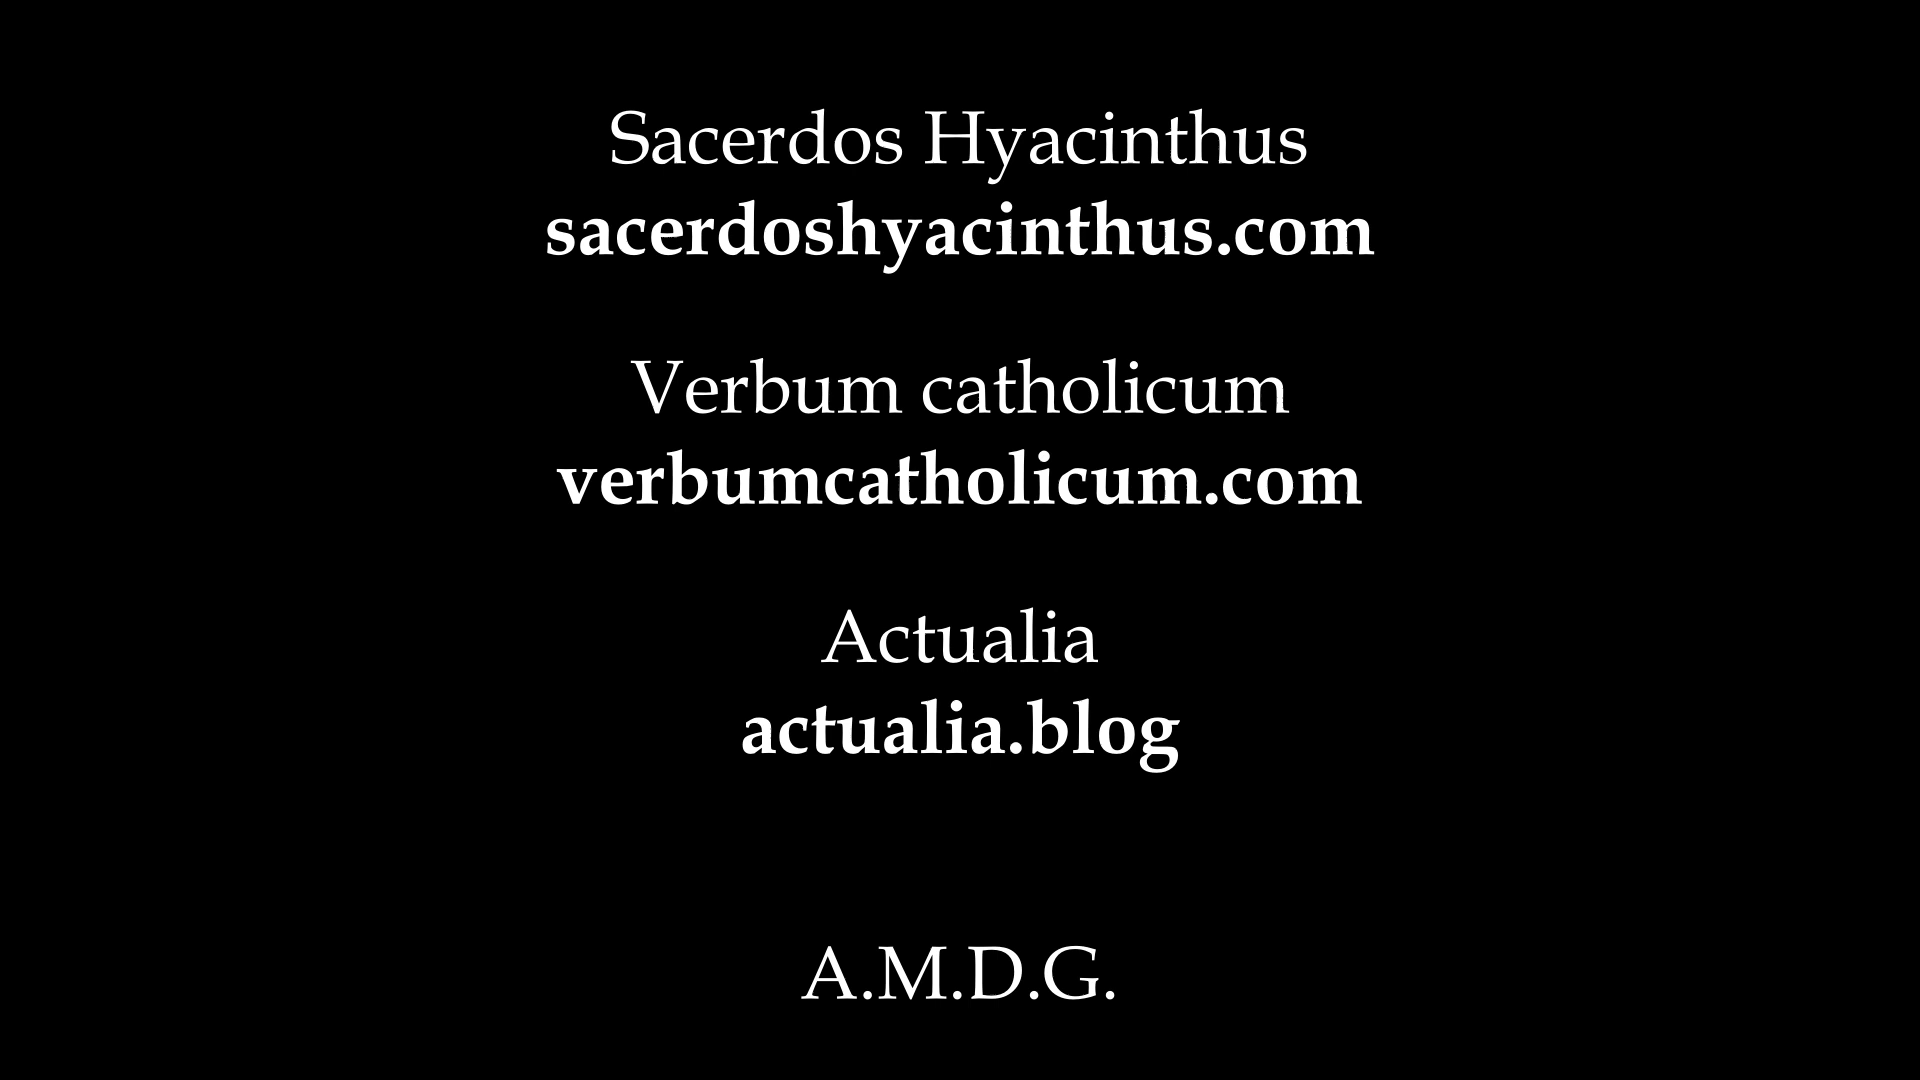 Sacerdos Hyacinthus
sacerdoshyacinthus.com
Verbum catholicum
verbumcatholicum.com
Actualia
actualia.blog
A.M.D.G.